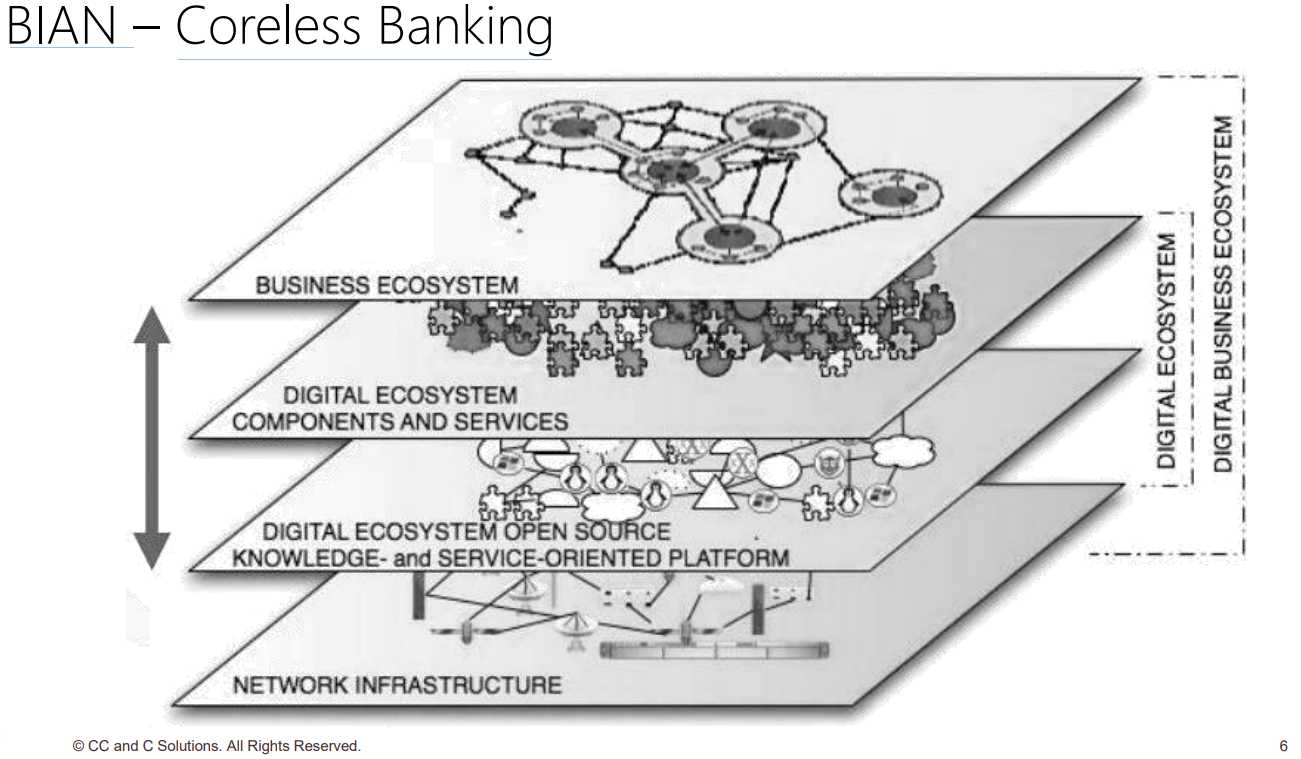 BIAN – Coreless Banking
BUSINESS ECOSYSTEM
DIGITAL ECOSYSTEM
COMPONENTS AND SERVICES
DIGITAL ECOSYSTEM OPEN SOURCE
KNOWLEDGE- and SERVICE-ORIENTED PLATFORM
NETWORK INFRASTRUCTURE
DIGITAL ECOSYSTEM
DIGITAL BUSINESS ECOSYSTEM
© CC and C Solutions. All Rights Reserved.
6